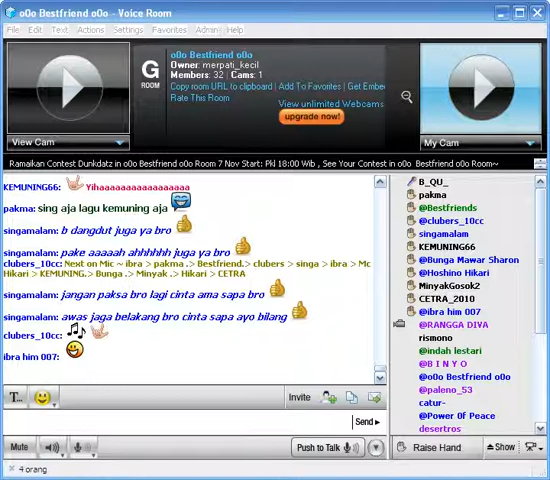 o0o Bestfriend o0o - Voice Room
File Edit Text Actions Settings Favorites Admin Help
G
ROOM
o0o Bestfriend o0o
Owner: merpati_kecil
Members: 32 | Cams: 1
Copy room URL to clipboard | Add To Favorites | Get Embe
Rate This Room
View unlimited Webcams
upgrade now!
View Cam
My Cam
Ramaikan Contest Dunkdatz in o0o Bestfriend o0o Room 7 Nov Start: Pkl 18:00 Wib , See Your Contest in o0o Bestfriend o0o Room~
KEMUNING66: Yihaaaaaaaaaaaaaaaaaa
pakma: sing aja lagu kemuning aja
singamalam: b dangdut juga ya bro
singamalam: pake aaaaah ahhhhhh juga ya bro
clubers_10cc: Next on Mic ~ ibra > pakma .> Bestfriend.> clubers > singa > ibra > Mc
Hikari > KEMUNING.> Bunga .> Minyak .> Hikari > CETRA
singamalam: jangan paksa bro lagi cinta ama sapa bro
singamalam: awas jaga belakang bro cinta sapa ayo bilang
clubers_10cc:
ibra him 007:
B_QU_
pakma
@Bestfriends
@clubers_10cc
singamalam
KEMUNING66
@Bunga Mawar Sharon
@Hoshino Hikari
MinyakGosok2
CETRA_2010
@ibra him 007
@RANGGA DIVA
rismono
@indah lestari
@B I N Y O
@o0o Bestfriend o0o
@paleno_53
catur-
@Power 0f Peace
desertros
T...
Invite
Send
Mute
Push to Talk
Raise Hand
Show
4 orang